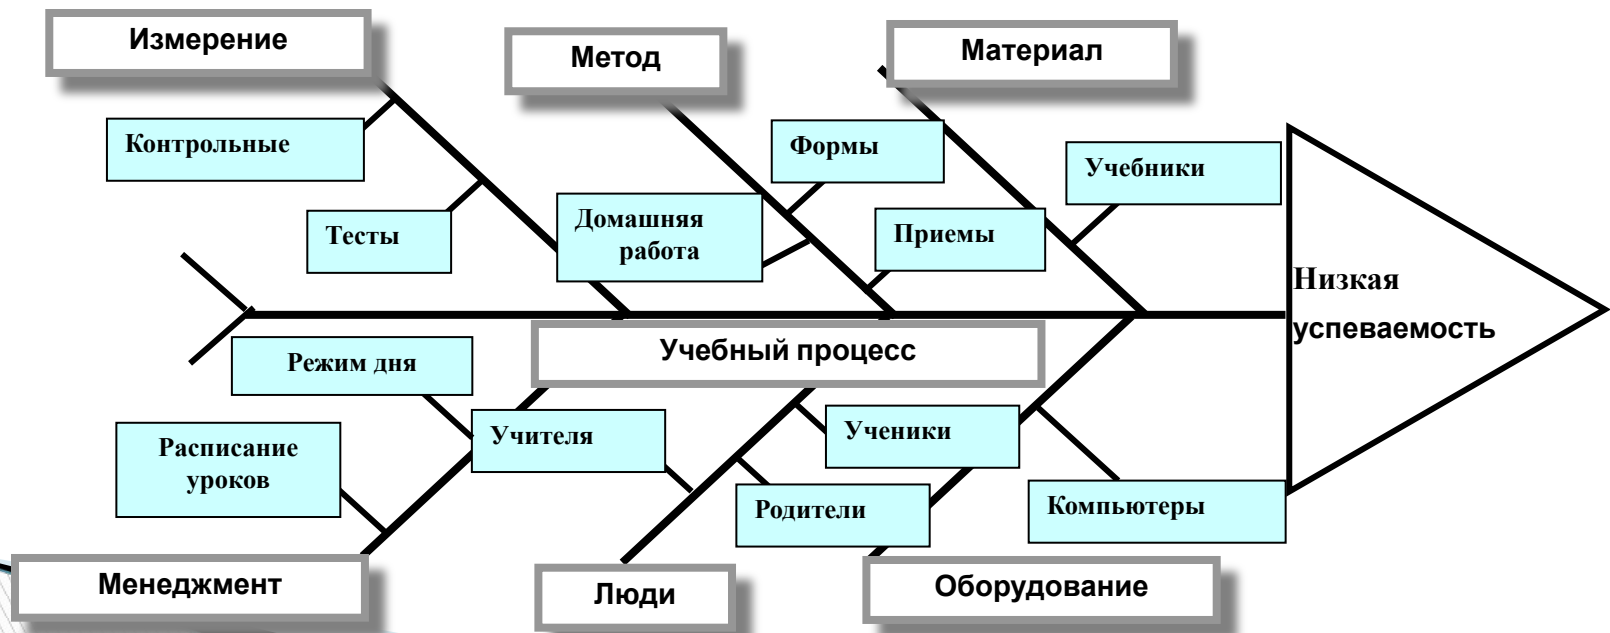 Измерение
Метод
Материал
Контрольные
Формы
Учебники
Тесты
Домашняя
работа
Приемы
Низкая
успеваемость
Учебный процесс
Режим дня
Расписание
уроков
Учителя
Ученики
Родители
Компьютеры
Менеджмент
Люди
Оборудование